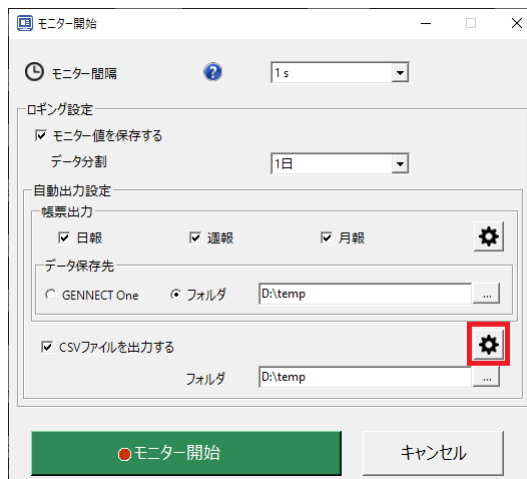 モニター開始
モニター間隔 1 s
ロギング設定
モニター値を保存する
データ分割 1日
自動出力設定
帳票出力
日報 週報 月報
データ保存先
GENNECT One フォルダ D:\temp ...
CSVファイルを出力する
フォルダ D:\temp ...
モニター開始 キャンセル